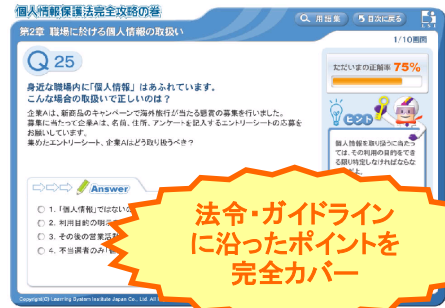 個人情報保護法完全攻略の巻
用語集
目次に戻る
第2章 職場に於ける個人情報の取扱い
1/10画面
Q 25
ただいまの正解率 75%
身近な職場内に「個人情報」はあふれています。
こんな場合の取扱いで正しいのは？
企業Aは、新商品のキャンペーンで海外旅行が当たる懸賞の募集を行いました。
募集に当たって企業Aは、名前、住所、アンケートを記入するエントリーシートの応募を
お願いしています。
集めたエントリーシート、企業Aはどう取り扱うべき？
ヒント
個人情報を取り扱うに当たっ
ては、その利用の目的をでき
る限り特定しなければならな
Answer
1. 「個人情報」ではない
2. 利用目的の明
3. その後の営業活
4. 不当選者のみ
法令・ガイドライン
に沿ったポイントを
完全カバー
Copyright(C) Learning System Institute Japan Co., Ltd